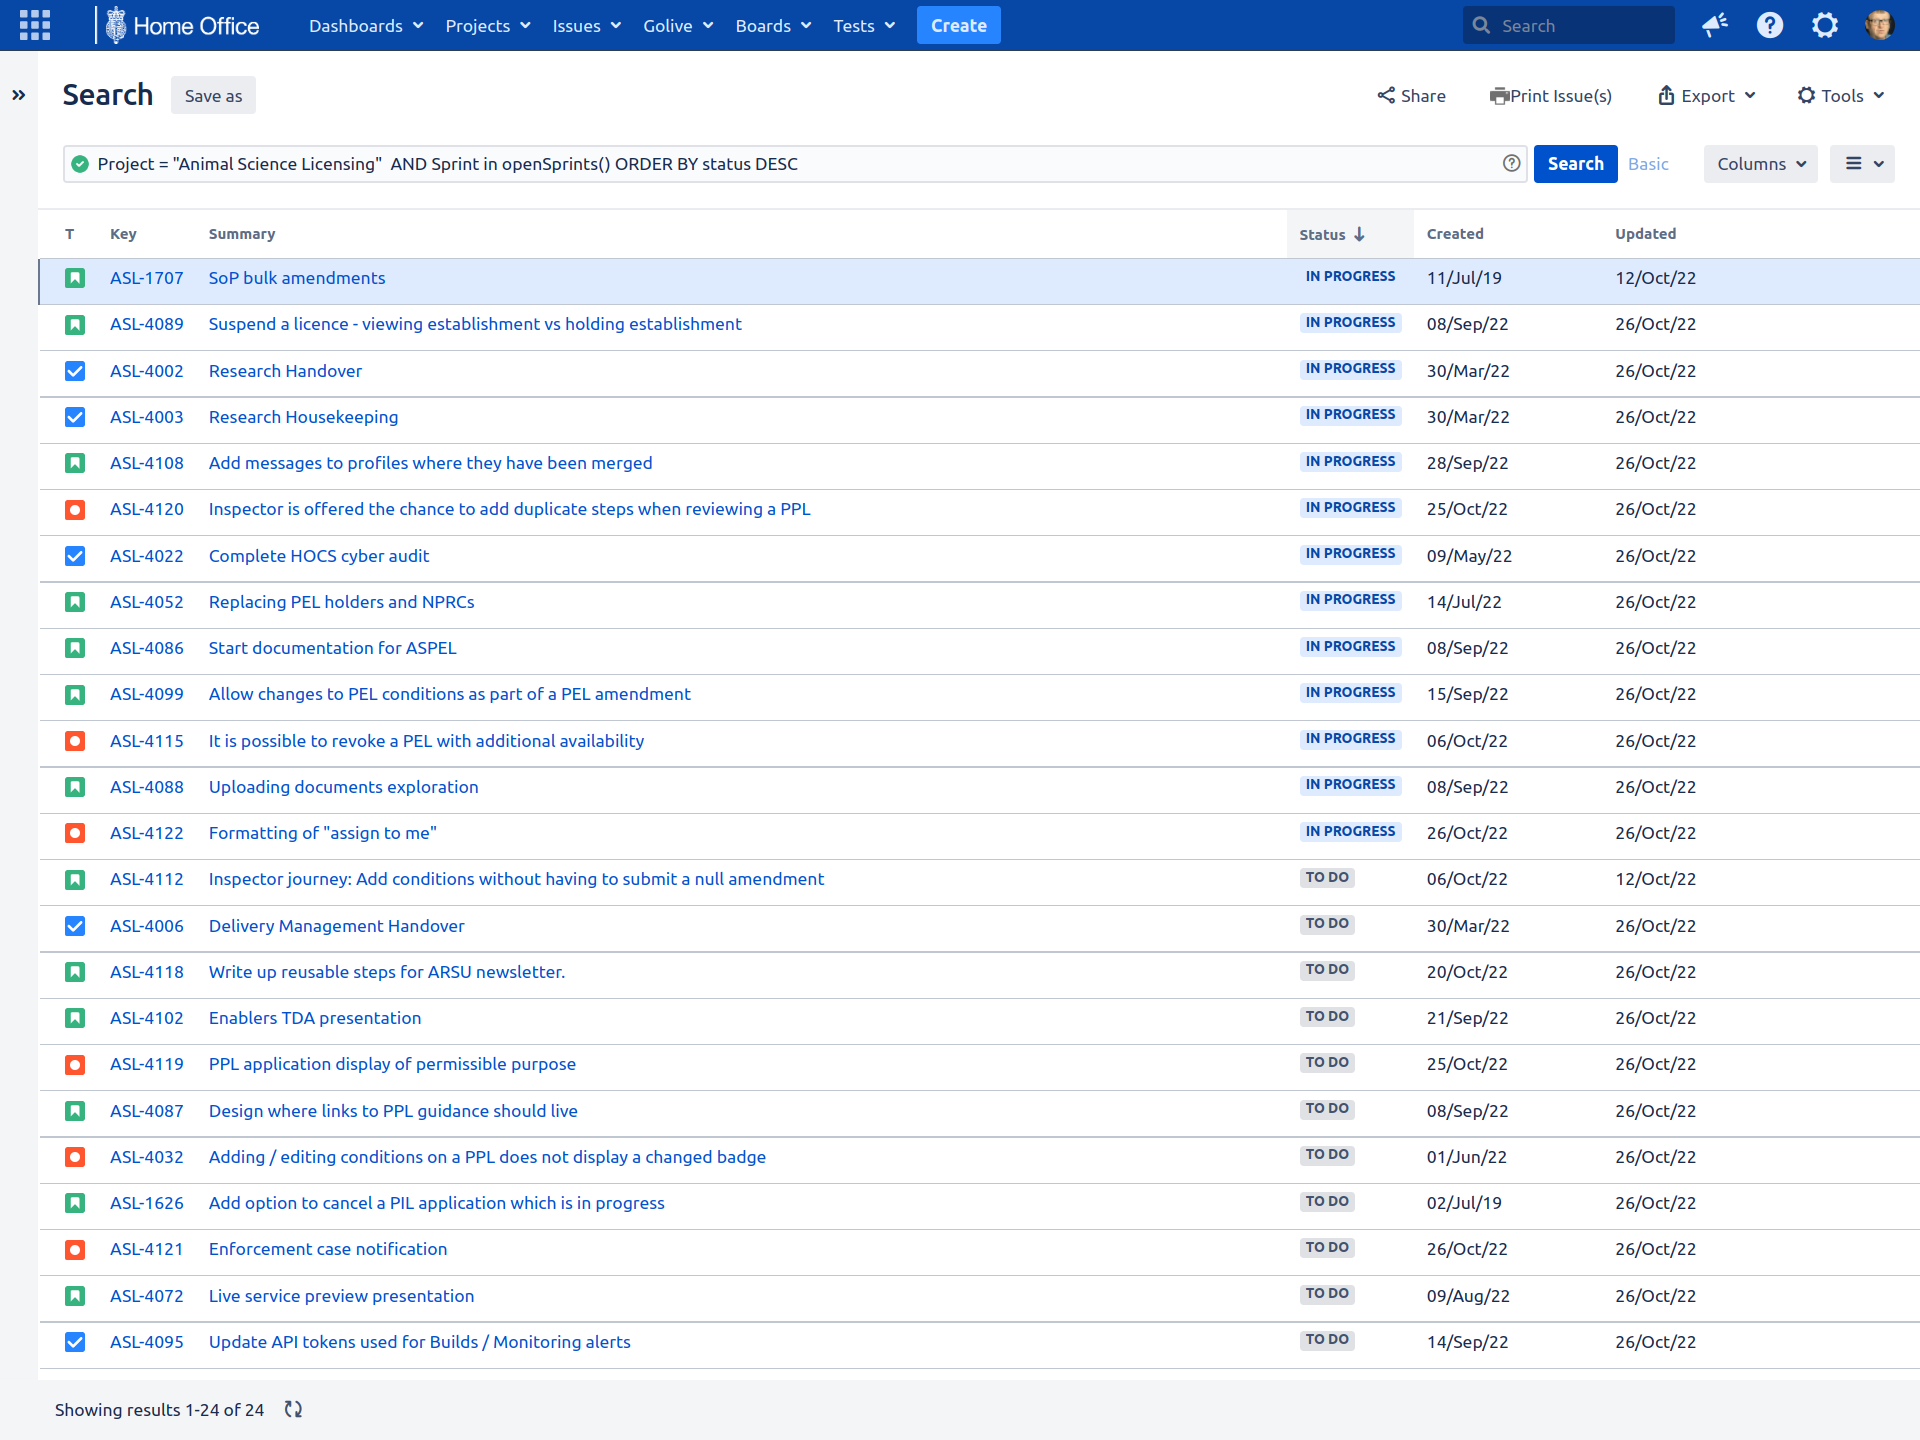 Home Office Dashboards Projects Issues Golive Boards Tests Create Search
Search Save as Share Print Issue(s) Export Tools
Project = "Animal Science Licensing"  AND Sprint in openSprints() ORDER BY status DESC Search Basic Columns
T Key Summary Status Created Updated
ASL-1707 SoP bulk amendments IN PROGRESS 11/Jul/19 12/Oct/22
ASL-4089 Suspend a licence - viewing establishment vs holding establishment IN PROGRESS 08/Sep/22 26/Oct/22
ASL-4002 Research Handover IN PROGRESS 30/Mar/22 26/Oct/22
ASL-4003 Research Housekeeping IN PROGRESS 30/Mar/22 26/Oct/22
ASL-4108 Add messages to profiles where they have been merged IN PROGRESS 28/Sep/22 26/Oct/22
ASL-4120 Inspector is offered the chance to add duplicate steps when reviewing a PPL IN PROGRESS 25/Oct/22 26/Oct/22
ASL-4022 Complete HOCS cyber audit IN PROGRESS 09/May/22 26/Oct/22
ASL-4052 Replacing PEL holders and NPRCs IN PROGRESS 14/Jul/22 26/Oct/22
ASL-4086 Start documentation for ASPEL IN PROGRESS 08/Sep/22 26/Oct/22
ASL-4099 Allow changes to PEL conditions as part of a PEL amendment IN PROGRESS 15/Sep/22 26/Oct/22
ASL-4115 It is possible to revoke a PEL with additional availability IN PROGRESS 06/Oct/22 26/Oct/22
ASL-4088 Uploading documents exploration IN PROGRESS 08/Sep/22 26/Oct/22
ASL-4122 Formatting of "assign to me" IN PROGRESS 26/Oct/22 26/Oct/22
ASL-4112 Inspector journey: Add conditions without having to submit a null amendment TO DO 06/Oct/22 12/Oct/22
ASL-4006 Delivery Management Handover TO DO 30/Mar/22 26/Oct/22
ASL-4118 Write up reusable steps for ARSU newsletter. TO DO 20/Oct/22 26/Oct/22
ASL-4102 Enablers TDA presentation TO DO 21/Sep/22 26/Oct/22
ASL-4119 PPL application display of permissible purpose TO DO 25/Oct/22 26/Oct/22
ASL-4087 Design where links to PPL guidance should live TO DO 08/Sep/22 26/Oct/22
ASL-4032 Adding / editing conditions on a PPL does not display a changed badge TO DO 01/Jun/22 26/Oct/22
ASL-1626 Add option to cancel a PIL application which is in progress TO DO 02/Jul/19 26/Oct/22
ASL-4121 Enforcement case notification TO DO 26/Oct/22 26/Oct/22
ASL-4072 Live service preview presentation TO DO 09/Aug/22 26/Oct/22
ASL-4095 Update API tokens used for Builds / Monitoring alerts TO DO 14/Sep/22 26/Oct/22
Showing results 1-24 of 24